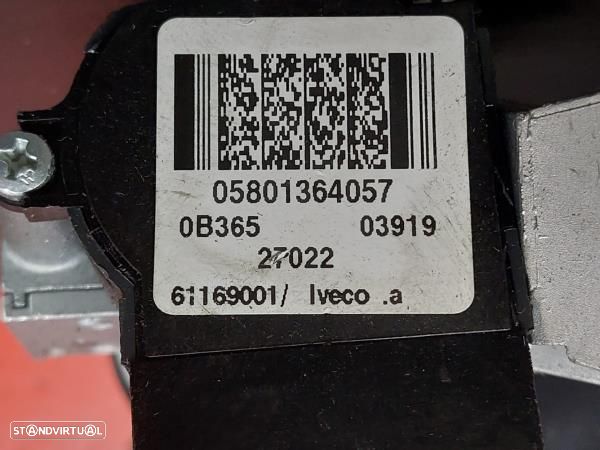 05801364057
0B365 03919
27022
61169001/ Iveco .a
STANDVIRTUAL